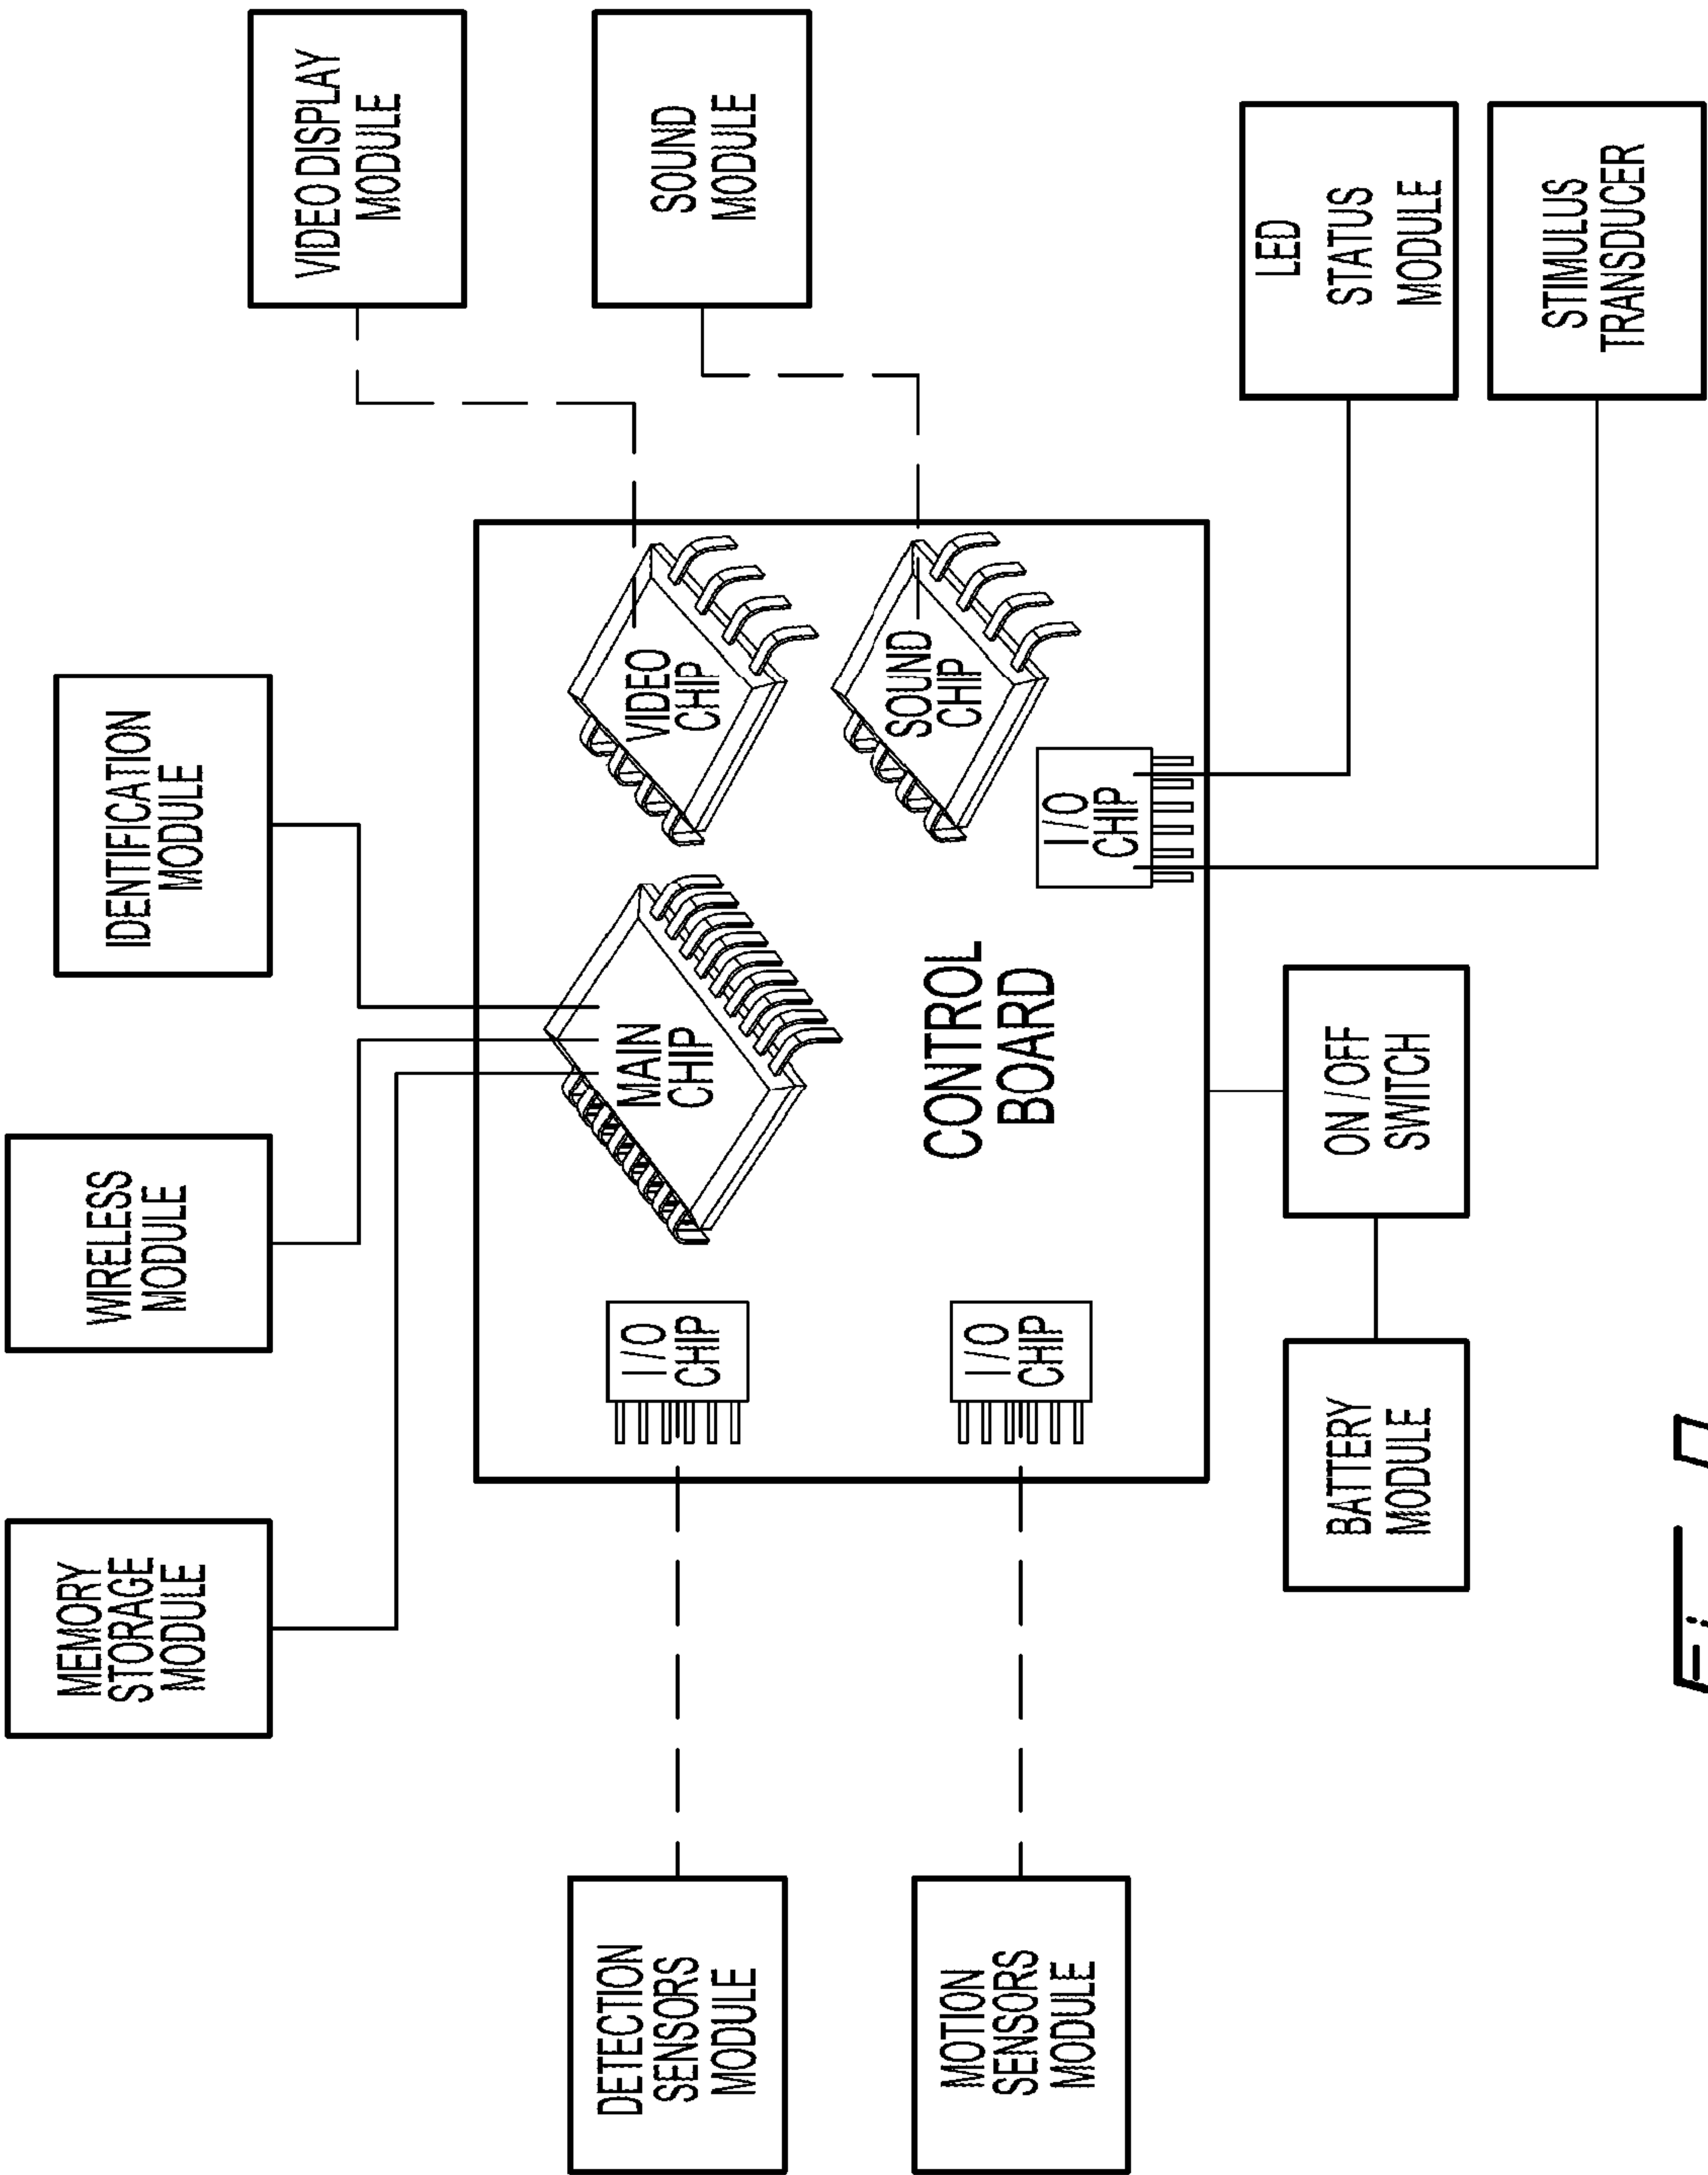 MEMORY
STORAGE
MODULE
WIRELESS
MODULE
IDENTIFICATION
MODULE
VIDEO DISPLAY
MODULE
SOUND
MODULE
DETECTION
SENSORS
MODULE
MOTION
SENSORS
MODULE
I/O
CHIP
I/O
CHIP
MAIN
CHIP
VIDEO
CHIP
SOUND
CHIP
I/O
CHIP
CONTROL
BOARD
LED
STATUS
MODULE
STIMULUS
TRANSDUCER
BATTERY
MODULE
ON / OFF
SWITCH